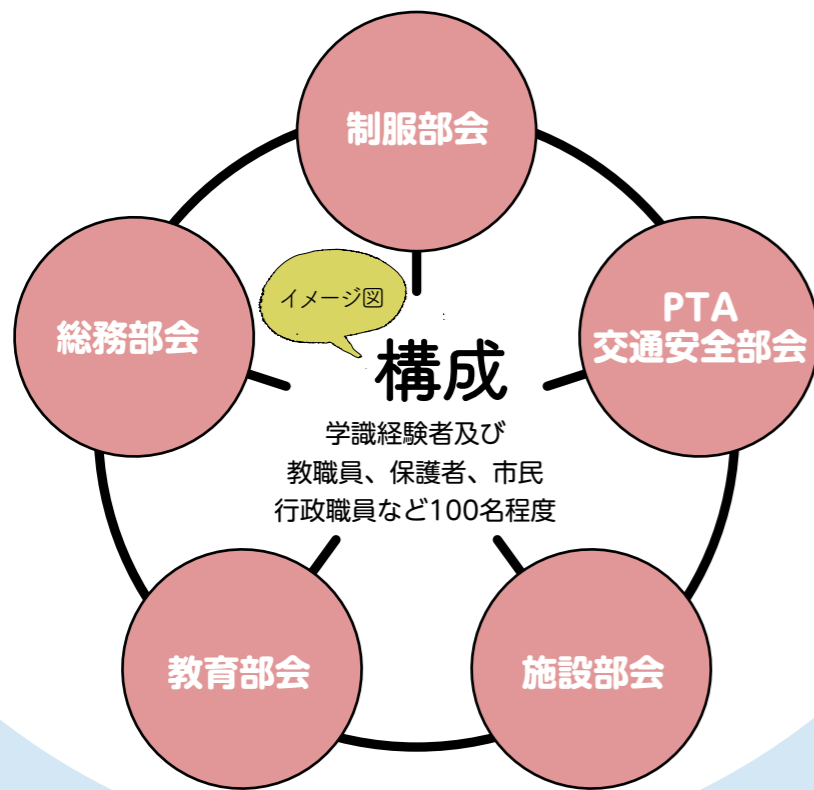 制服部会
PTA
交通安全部会
総務部会
イメージ図
構成
学識経験者及び
教職員、保護者、市民
行政職員など100名程度
教育部会
施設部会